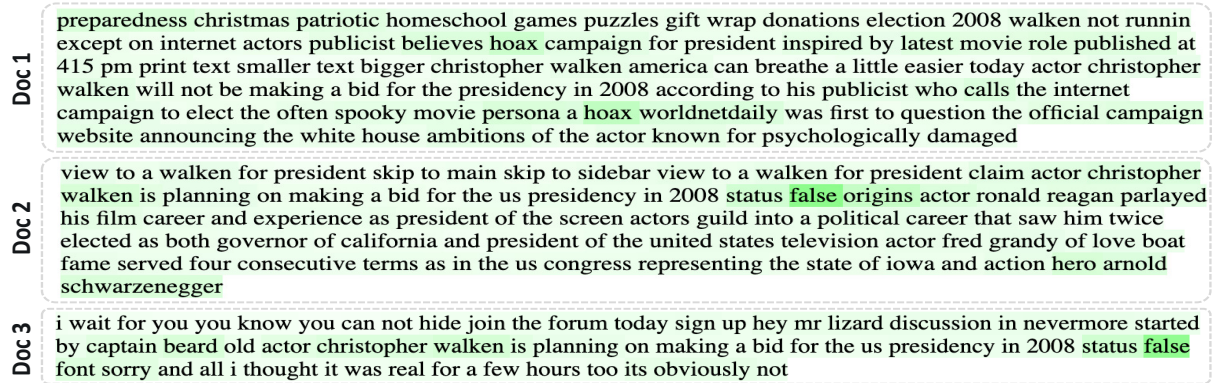 Doc 1
preparedness christmas patriotic homeschool games puzzles gift wrap donations election 2008 walken not runnin
except on internet actors publicist believes hoax campaign for president inspired by latest movie role published at
415 pm print text smaller text bigger christopher walken america can breathe a little easier today actor christopher
walken will not be making a bid for the presidency in 2008 according to his publicist who calls the internet
campaign to elect the often spooky movie persona a hoax worldnetdaily was first to question the official campaign
website announcing the white house ambitions of the actor known for psychologically damaged
Doc 2
view to a walken for president skip to main skip to sidebar view to a walken for president claim actor christopher
walken is planning on making a bid for the us presidency in 2008 status false origins actor ronald reagan parlayed
his film career and experience as president of the screen actors guild into a political career that saw him twice
elected as both governor of california and president of the united states television actor fred grandy of love boat
fame served four consecutive terms as in the us congress representing the state of iowa and action hero arnold
schwarzenegger
Doc 3
i wait for you you know you can not hide join the forum today sign up hey mr lizard discussion in nevermore started
by captain beard old actor christopher walken is planning on making a bid for the us presidency in 2008 status false
font sorry and all i thought it was real for a few hours too its obviously not